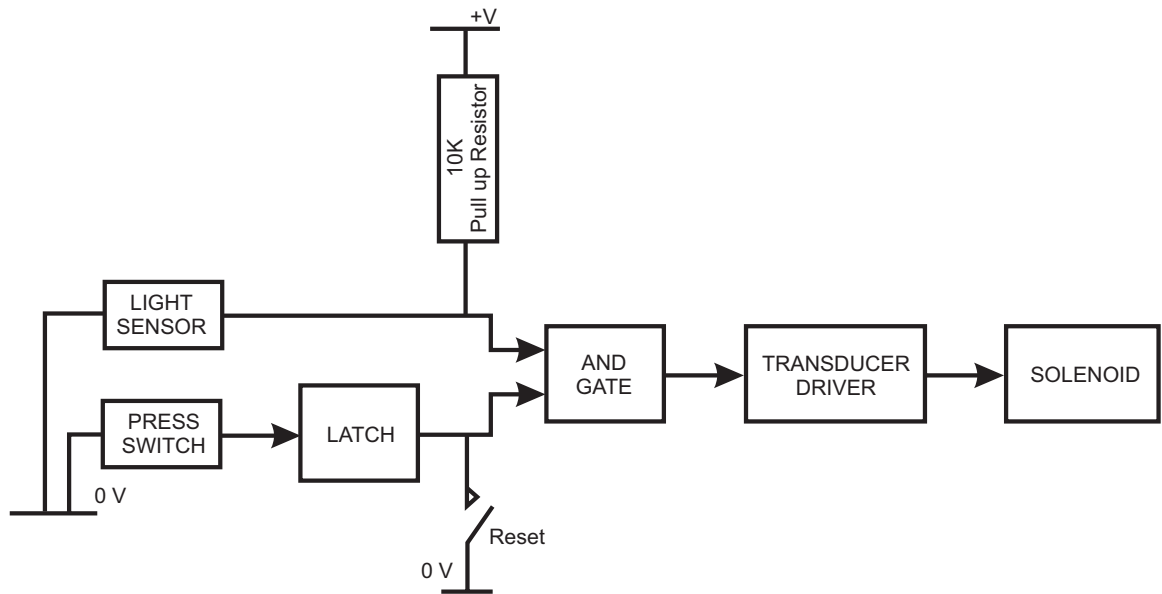 +V
10K
Pull up Resistor
LIGHT
SENSOR
AND
GATE
TRANSDUCER
DRIVER
SOLENOID
PRESS
SWITCH
LATCH
0 V
Reset
0 V